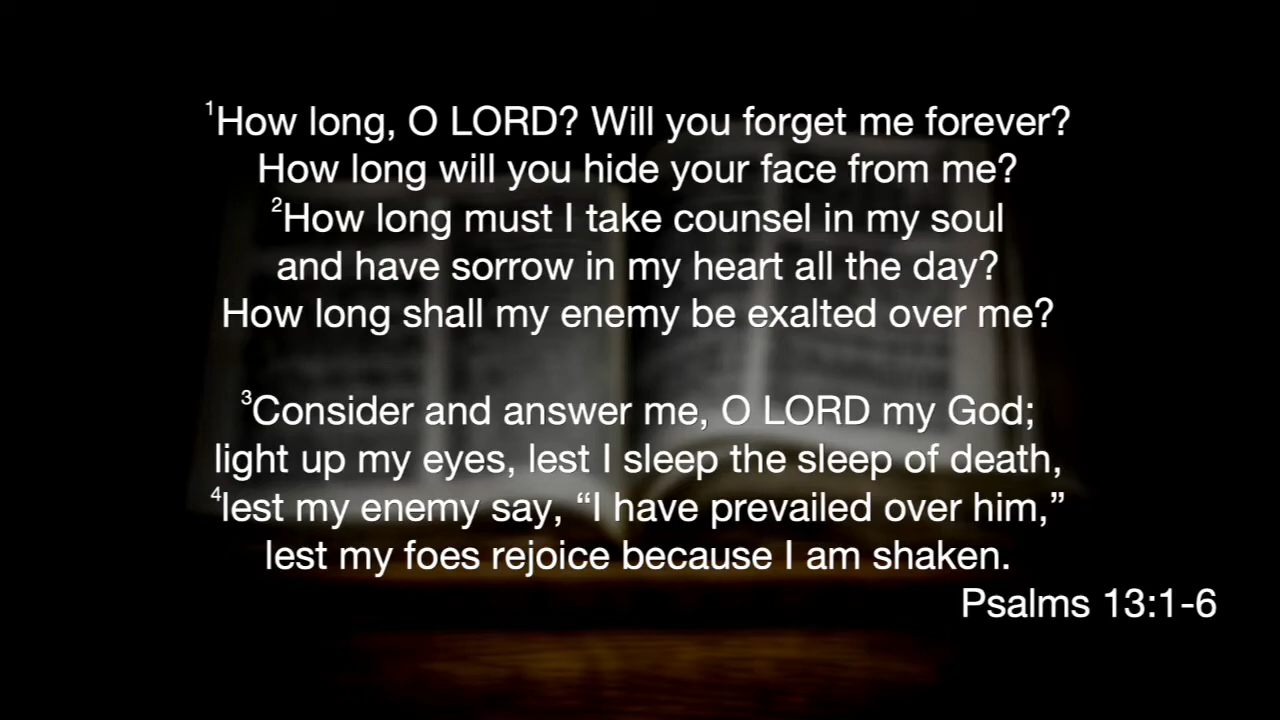 ¹How long, O LORD? Will you forget me forever?
How long will you hide your face from me?
²How long must I take counsel in my soul
and have sorrow in my heart all the day?
How long shall my enemy be exalted over me?
³Consider and answer me, O LORD my God;
light up my eyes, lest I sleep the sleep of death,
⁴lest my enemy say, “I have prevailed over him,”
lest my foes rejoice because I am shaken.
Psalms 13:1-6